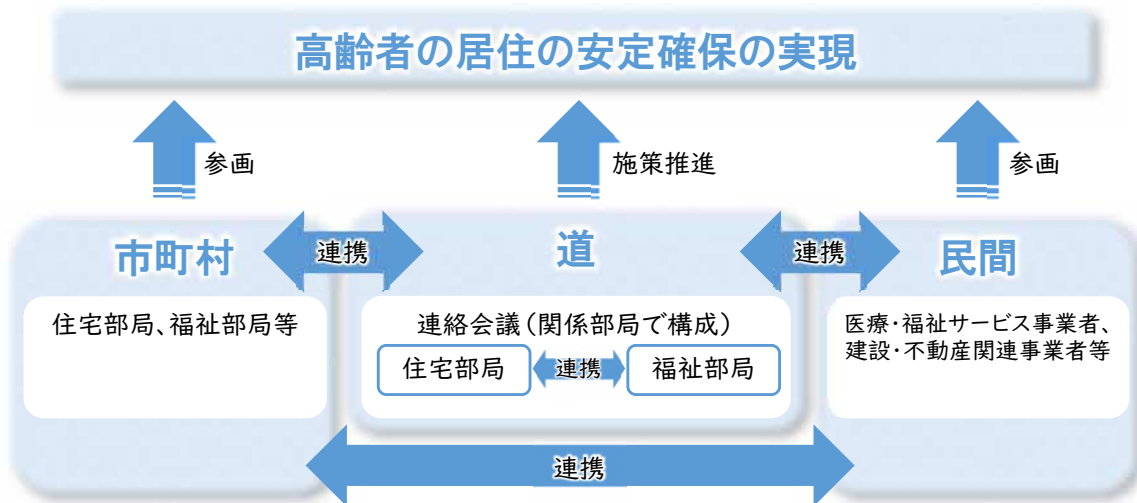 高齢者の居住の安定確保の実現
参画
施策推進
参画
市町村
連携
道
連携
民間
住宅部局、福祉部局等
連絡会議（関係部局で構成）
住宅部局
連携
福祉部局
医療・福祉サービス事業者、
建設・不動産関連事業者等
連携